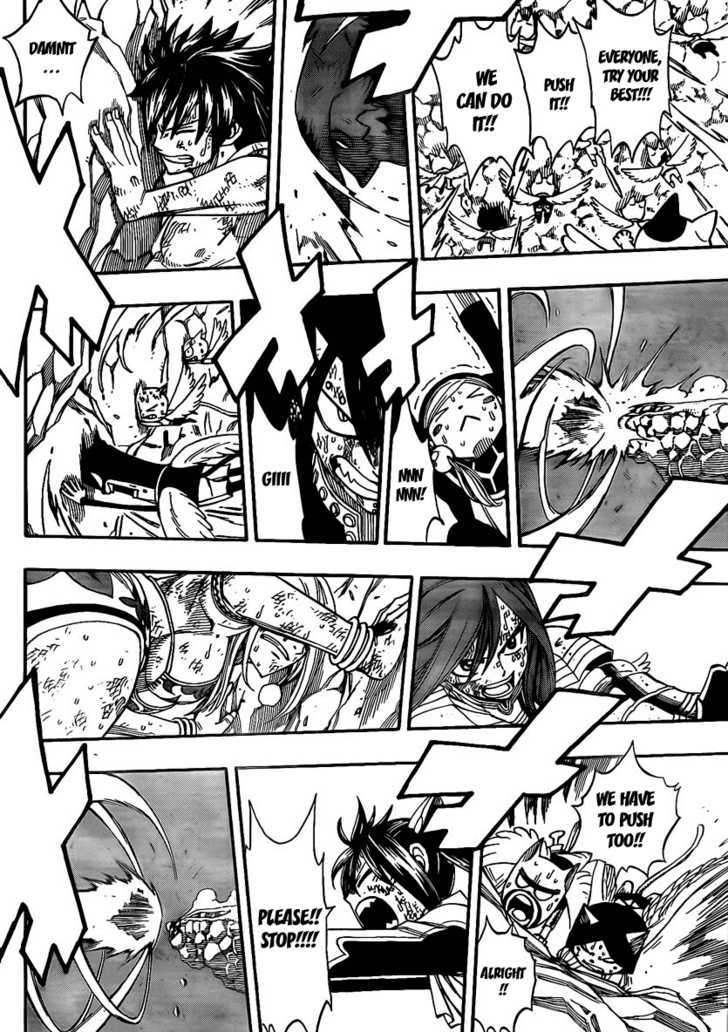 EVERYONE,
TRY YOUR
BEST!!!
PUSH
IT!!
WE
CAN DO
IT!!
DAMNIT
...
NNN
NNN!
GIIII
WE HAVE
TO PUSH
TOO!!
ALRIGHT
!!
PLEASE!!
STOP!!!!